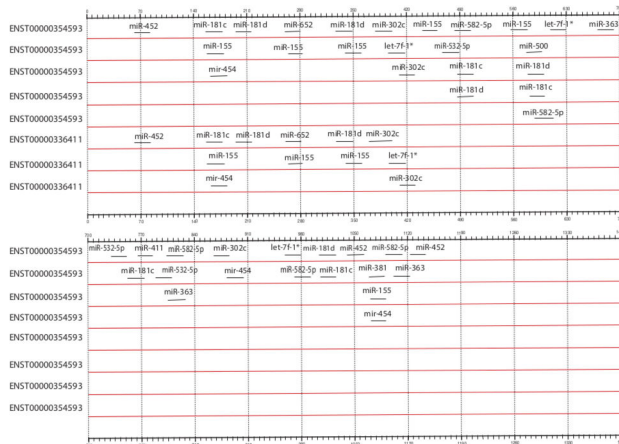 ENST00000354593 miR-452 miR-181c miR-181d miR-652 miR-181d miR-302c miR-155 miR-582-5p miR-155 let-7f-1* miR-363
ENST00000354593 miR-155 miR-155 miR-155 let-7f-1* miR-532-5p miR-500
ENST00000354593 mir-454 miR-302c miR-181c miR-181d
ENST00000354593 miR-181d miR-181c
ENST00000354593 miR-582-5p
ENST00000336411 miR-452 miR-181c miR-181d miR-652 miR-181d miR-302c
ENST00000336411 miR-155 miR-155 miR-155 let-7f-1*
ENST00000336411 mir-454 miR-302c
ENST00000354593 miR-532-5p miR-411 miR-582-5p miR-302c let-7f-1* miR-181d miR-452 miR-582-5p miR-452
ENST00000354593 miR-181c miR-532-5p mir-454 miR-582-5p miR-181c miR-381 miR-363
ENST00000354593 miR-363 miR-155
ENST00000354593 mir-454
ENST00000354593
ENST00000354593
ENST00000354593
ENST00000354593